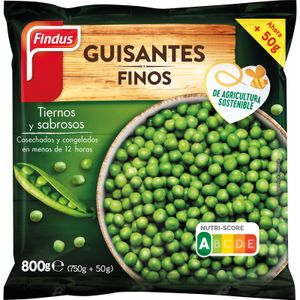 Findus
GUISANTES
FINOS
Ahora
+ 50g
Tiernos
y sabrosos
Cosechados y congelados
en menos de 12 horas
DE AGRICULTURA
SOSTENIBLE
NUTRI-SCORE
A B C D E
800g e (750g + 50g)